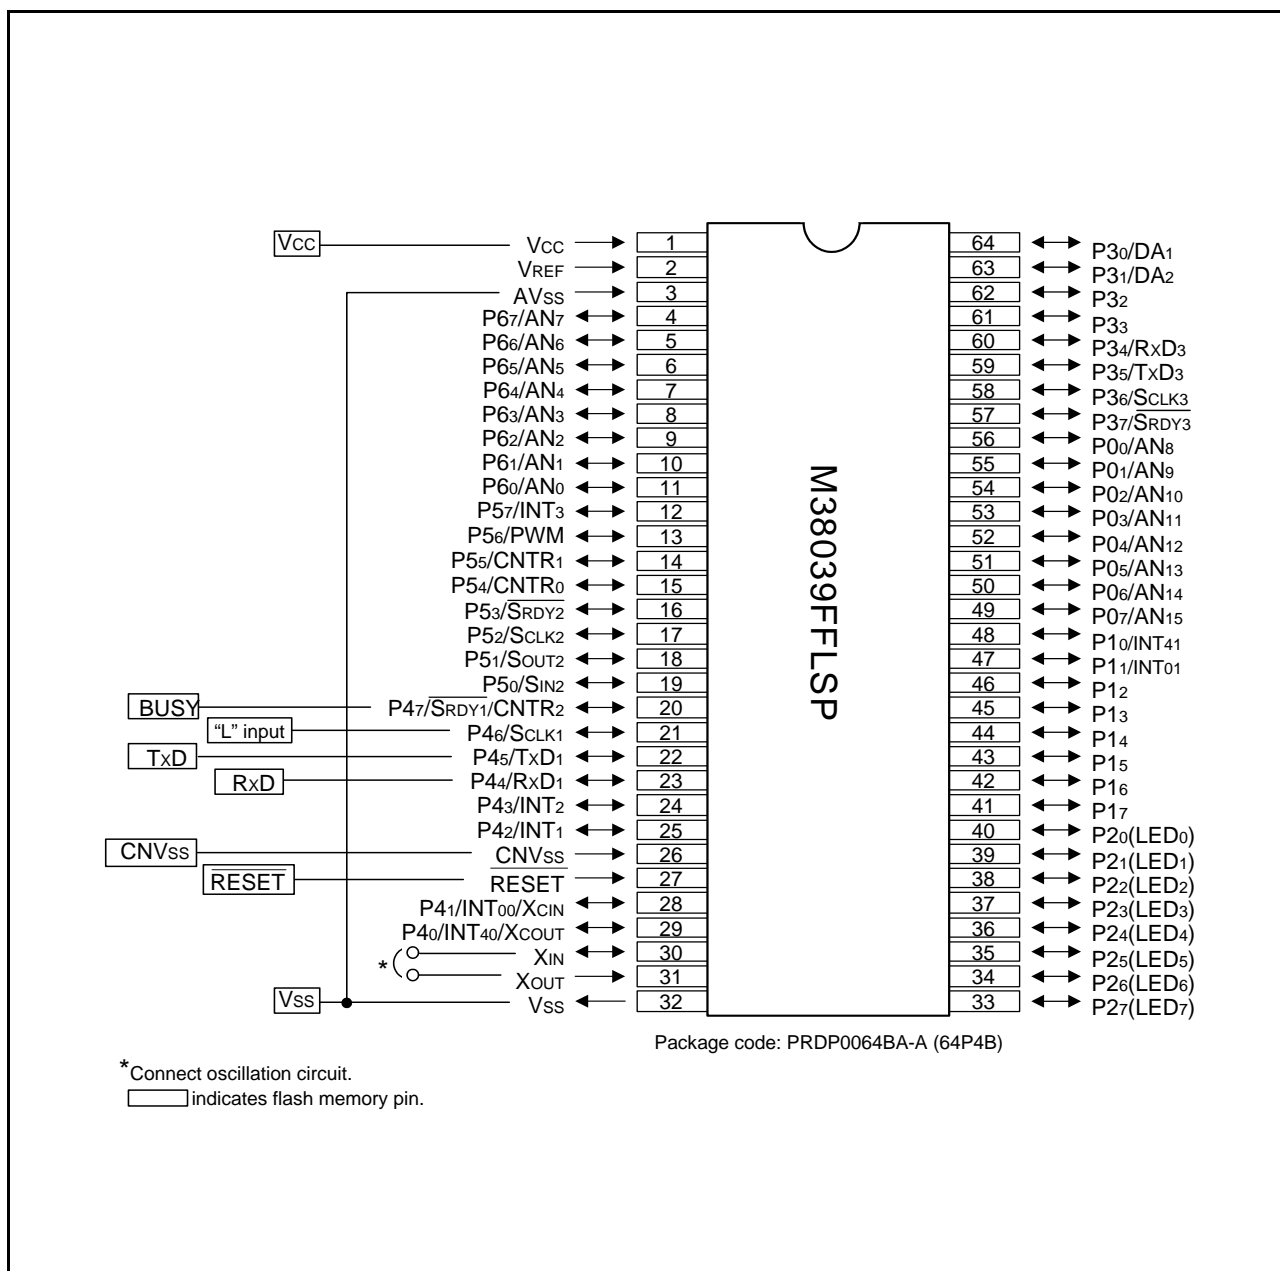 VCC VCC 1 64 P30/DA1
VREF 2 63 P31/DA2
AVSS 3 62 P32
P67/AN7 4 61 P33
P66/AN6 5 60 P34/RXD3
P65/AN5 6 59 P35/TXD3
P64/AN4 7 58 P36/SCLK3
P63/AN3 8 57 P37/S̅R̅D̅Y̅3̅
P62/AN2 9 56 P00/AN8
P61/AN1 10 55 P01/AN9
P60/AN0 11 54 P02/AN10
P57/INT3 12 53 P03/AN11
P56/PWM 13 52 P04/AN12
P55/CNTR1 14 51 P05/AN13
P54/CNTR0 15 50 P06/AN14
P53/S̅R̅D̅Y̅2̅ 16 49 P07/AN15
P52/SCLK2 17 48 P10/INT41
P51/SOUT2 18 47 P11/INT01
P50/SIN2 19 46 P12
BUSY P47/S̅R̅D̅Y̅1̅/CNTR2 20 45 P13
“L” input P46/SCLK1 21 44 P14
TXD P45/TXD1 22 43 P15
RXD P44/RXD1 23 42 P16
P43/INT2 24 41 P17
P42/INT1 25 40 P20(LED0)
CNVSS CNVSS 26 39 P21(LED1)
R̅E̅S̅E̅T̅ R̅E̅S̅E̅T̅ 27 38 P22(LED2)
P41/INT00/XCIN 28 37 P23(LED3)
P40/INT40/XCOUT 29 36 P24(LED4)
* XIN 30 35 P25(LED5)
XOUT 31 34 P26(LED6)
VSS VSS 32 33 P27(LED7)
M38039FFLSP
Package code: PRDP0064BA-A (64P4B)
*Connect oscillation circuit.
indicates flash memory pin.